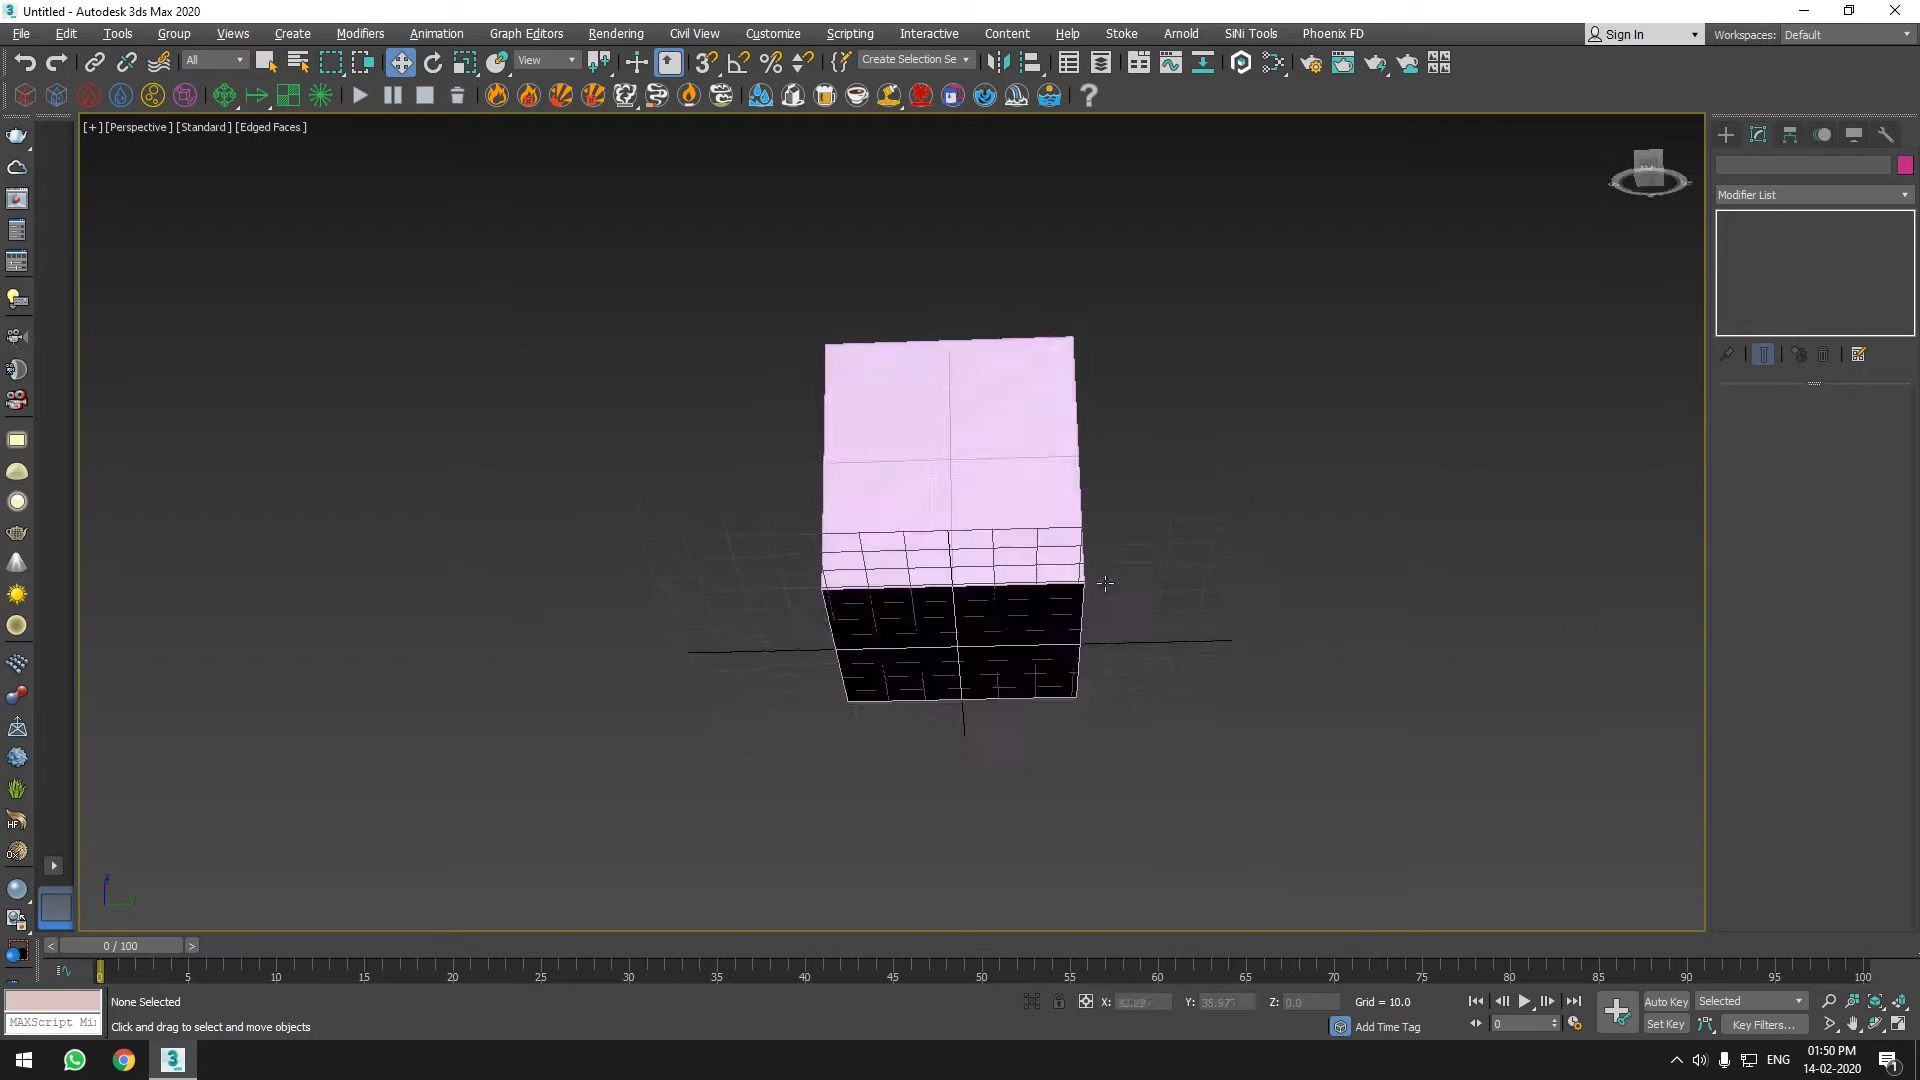 Untitled - Autodesk 3ds Max 2020
File Edit Tools Group Views Create Modifiers Animation Graph Editors Rendering Civil View Customize Scripting Interactive Content Help Stoke Arnold SiNi Tools Phoenix FD Sign In Workspaces: Default
All View Create Selection Se
[+] [Perspective] [Standard] [Edged Faces]
Modifier List
HF
0 / 100
0 5 10 15 20 25 30 35 40 45 50 55 60 65 70 75 80 85 90 95 100
None Selected X: Y: 35.975 Z: 0.0 Grid = 10.0 Auto Key Selected
MAXScript Mi Click and drag to select and move objects Add Time Tag 0 Set Key Key Filters...
ENG 01:50 PM
14-02-2020
1